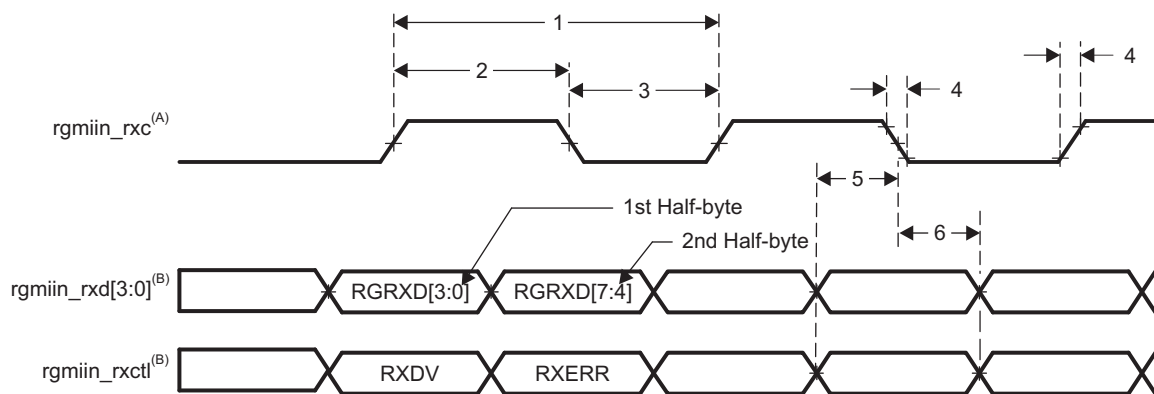 1
2
3
4
4
rgmiin_rxc(A)
5
1st Half-byte
6
2nd Half-byte
rgmiin_rxd[3:0](B)
RGRXD[3:0]
RGRXD[7:4]
rgmiin_rxctl(B)
RXDV
RXERR